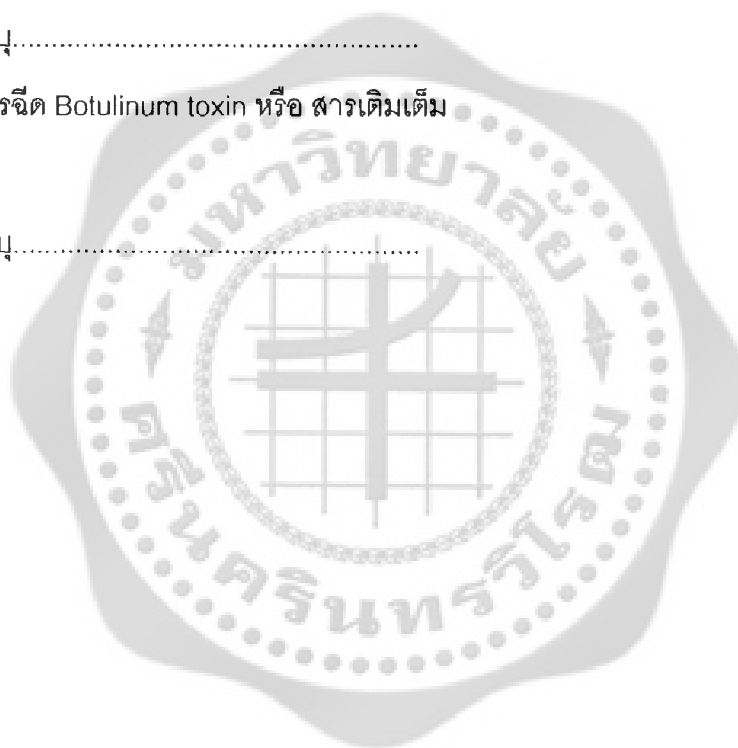 นุ...............................................................
รฉีด Botulinum toxin หรือ สารเติมเต็ม
มหาวิทยาลัย
นุ...............................................................
ศรีนครินทรวิโรฒ